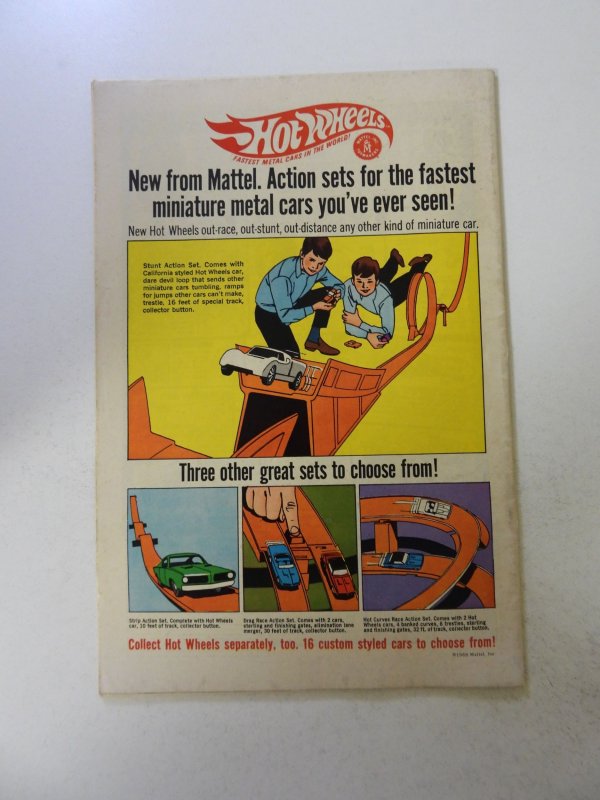 Hot Wheels
FASTEST METAL CARS IN THE WORLD!
New from Mattel. Action sets for the fastest
miniature metal cars you've ever seen!
New Hot Wheels out-race, out-stunt, out-distance any other kind of miniature car.
Stunt Action Set. Comes with
California styled Hot Wheels car,
dare devil loop that sends other
miniature cars tumbling, ramps
for jumps other cars can't make,
trestle, 16 feet of special track,
collector button.
Three other great sets to choose from!
Strip Action Set. Complete with Hot Wheels
car, 10 feet of track, collector button.
Drag Race Action Set. Comes with 2 cars,
starting and finishing gates, elimination lane
merger, 30 feet of track, collector button.
Hot Curves Race Action Set. Comes with 2 Hot
Wheels cars, 4 banked curves, 6 trestles, starting
and finishing gates, 32 ft. of track, collector button.
Collect Hot Wheels separately, too. 16 custom styled cars to choose from!
©1968 Mattel, Inc